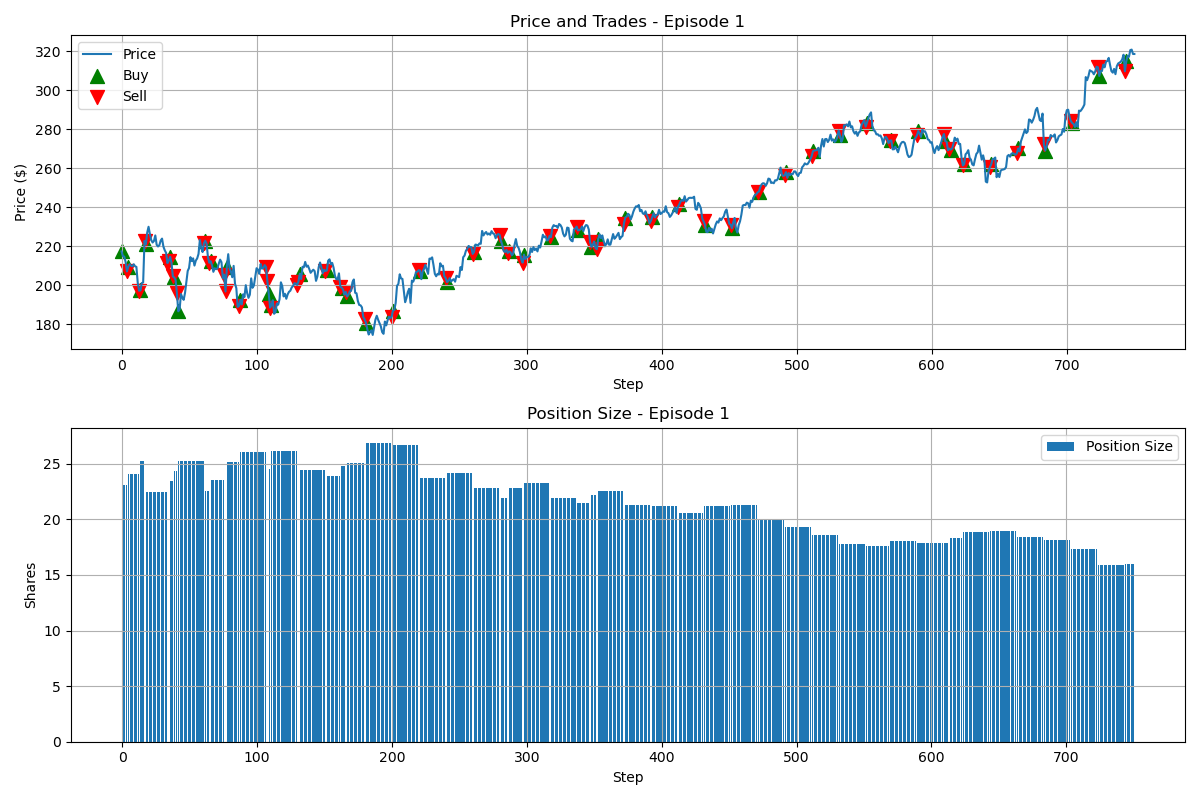 Price and Trades - Episode 1
Price ($)
320
300
280
260
240
220
200
180
Price
Buy
Sell
0 100 200 300 400 500 600 700
Step
Position Size - Episode 1
Shares
25
20
15
10
5
0
Position Size
0 100 200 300 400 500 600 700
Step